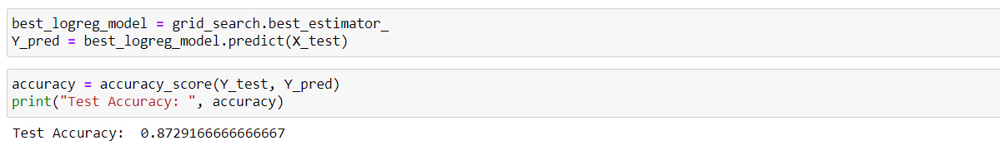 best_logreg_model = grid_search.best_estimator_
Y_pred = best_logreg_model.predict(X_test)
accuracy = accuracy_score(Y_test, Y_pred)
print("Test Accuracy: ", accuracy)
Test Accuracy:  0.8729166666666667